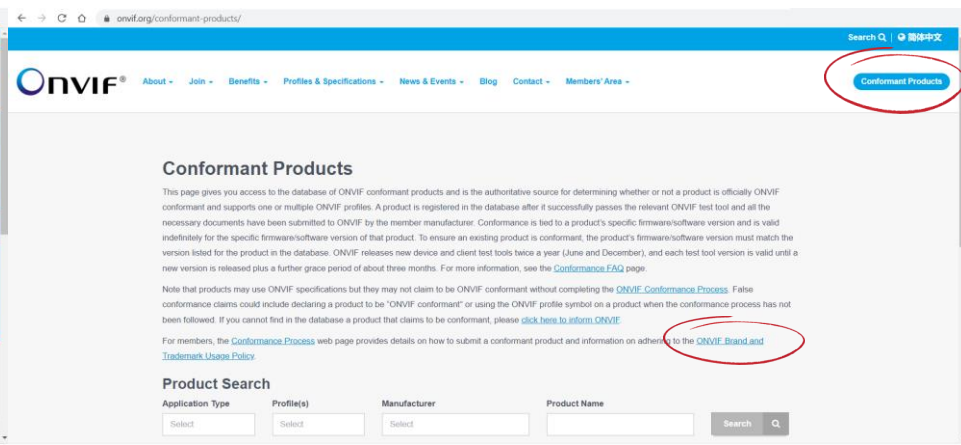 onvif.org/conformant-products/
Search | 简体中文
ONVIF®
About Join Benefits Profiles & Specifications News & Events Blog Contact Members' Area Conformant Products
Conformant Products
This page gives you access to the database of ONVIF conformant products and is the authoritative source for determining whether or not a product is officially ONVIF
conformant and supports one or multiple ONVIF profiles. A product is registered in the database after it successfully passes the relevant ONVIF test tool and all the
necessary documents have been submitted to ONVIF by the member manufacturer. Conformance is tied to a product's specific firmware/software version and is valid
indefinitely for the specific firmware/software version of that product. To ensure an existing product is conformant, the product's firmware/software version must match the
version listed for the product in the database. ONVIF releases new device and client test tools twice a year (June and December), and each test tool version is valid until a
new version is released plus a further grace period of about three months. For more information, see the Conformance FAQ page.
Note that products may use ONVIF specifications but they may not claim to be ONVIF conformant without completing the ONVIF Conformance Process. False
conformance claims could include declaring a product to be "ONVIF conformant" or using the ONVIF profile symbol on a product when the conformance process has not
been followed. If you cannot find in the database a product that claims to be conformant, please click here to inform ONVIF.
For members, the Conformance Process web page provides details on how to submit a conformant product and information on adhering to the ONVIF Brand and
Trademark Usage Policy.
Product Search
Application Type Profile(s) Manufacturer Product Name
Select Select Select Search